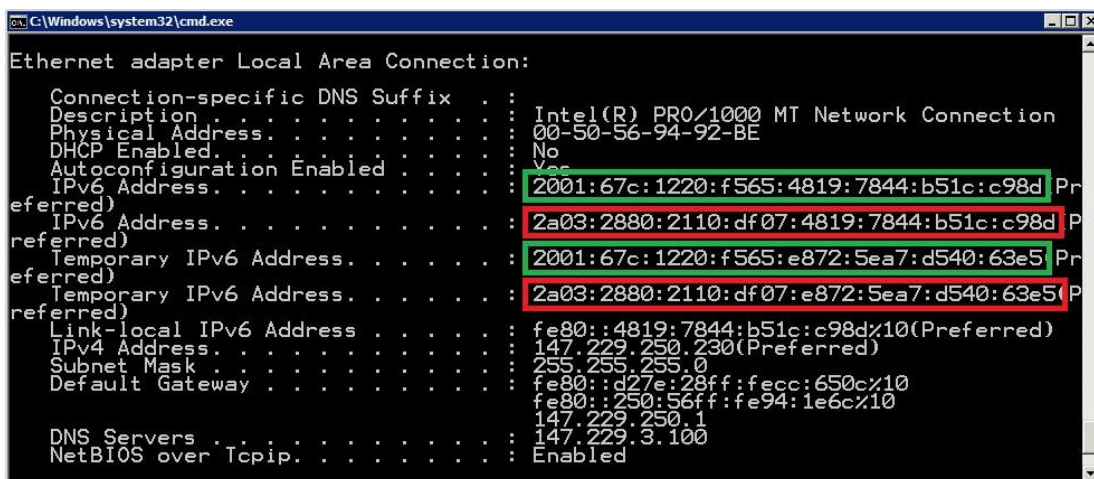 C:\Windows\system32\cmd.exe
Ethernet adapter Local Area Connection:
Connection-specific DNS Suffix  . :
Description . . . . . . . . . . . : Intel(R) PRO/1000 MT Network Connection
Physical Address. . . . . . . . . : 00-50-56-94-92-BE
DHCP Enabled. . . . . . . . . . . : No
Autoconfiguration Enabled . . . . : Yes
IPv6 Address. . . . . . . . . . . : 2001:67c:1220:f565:4819:7844:b51c:c98d(Pr
eferred)
IPv6 Address. . . . . . . . . . . : 2a03:2880:2110:df07:4819:7844:b51c:c98d(P
referred)
Temporary IPv6 Address. . . . . . : 2001:67c:1220:f565:e872:5ea7:d540:63e5(Pr
eferred)
Temporary IPv6 Address. . . . . . : 2a03:2880:2110:df07:e872:5ea7:d540:63e5(P
referred)
Link-local IPv6 Address . . . . . : fe80::4819:7844:b51c:c98d%10(Preferred)
IPv4 Address. . . . . . . . . . . : 147.229.250.230(Preferred)
Subnet Mask . . . . . . . . . . . : 255.255.255.0
Default Gateway . . . . . . . . . : fe80::d27e:28ff:fecc:650c%10
fe80::250:56ff:fe94:1e6c%10
147.229.250.1
DNS Servers . . . . . . . . . . . : 147.229.3.100
NetBIOS over Tcpip. . . . . . . . : Enabled